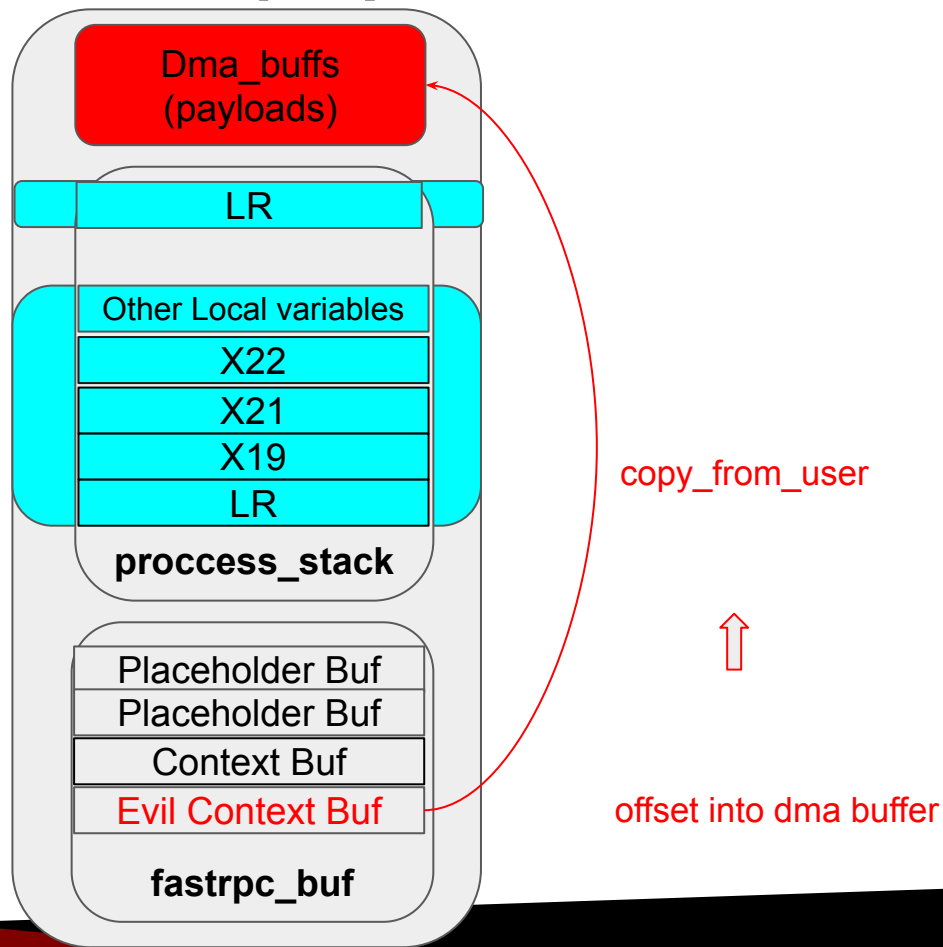 Dma_buffs
(payloads)
LR
Other Local variables
X22
X21
X19
LR
proccess_stack
copy_from_user
Placeholder Buf
Placeholder Buf
Context Buf
Evil Context Buf
offset into dma buffer
fastrpc_buf